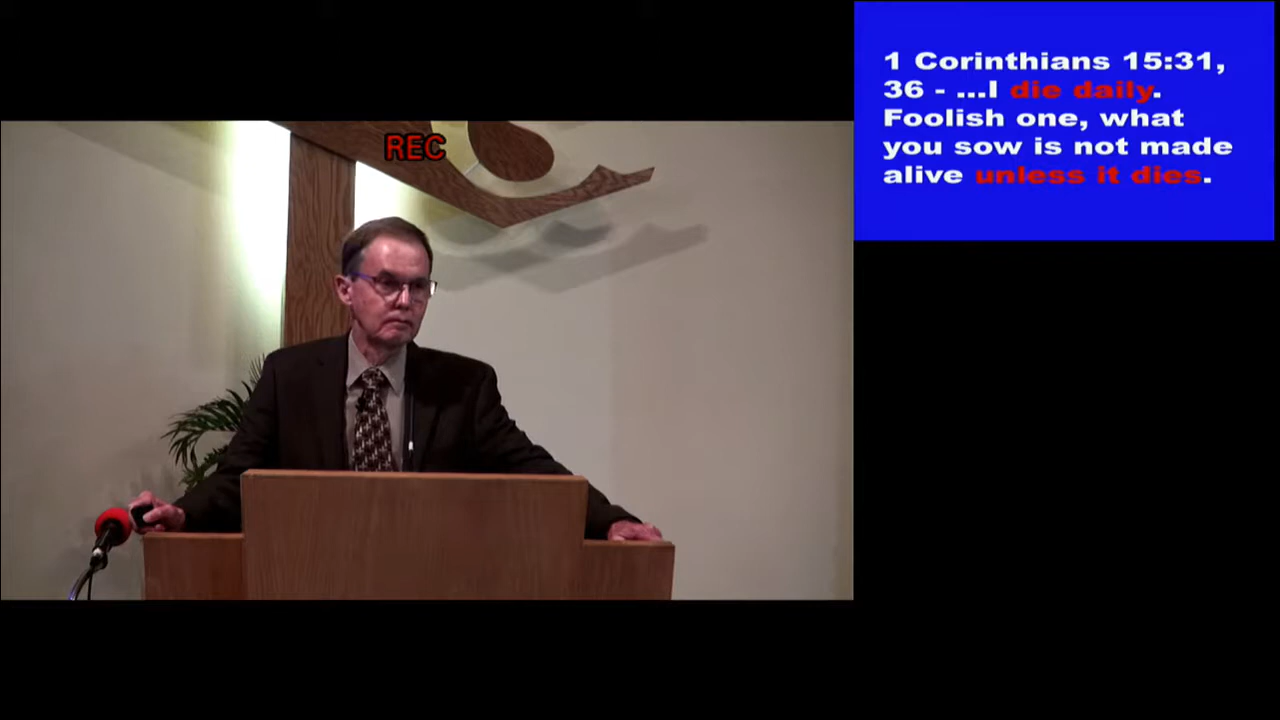 REC
1 Corinthians 15:31,
36 - ...I die daily.
Foolish one, what
you sow is not made
alive unless it dies.